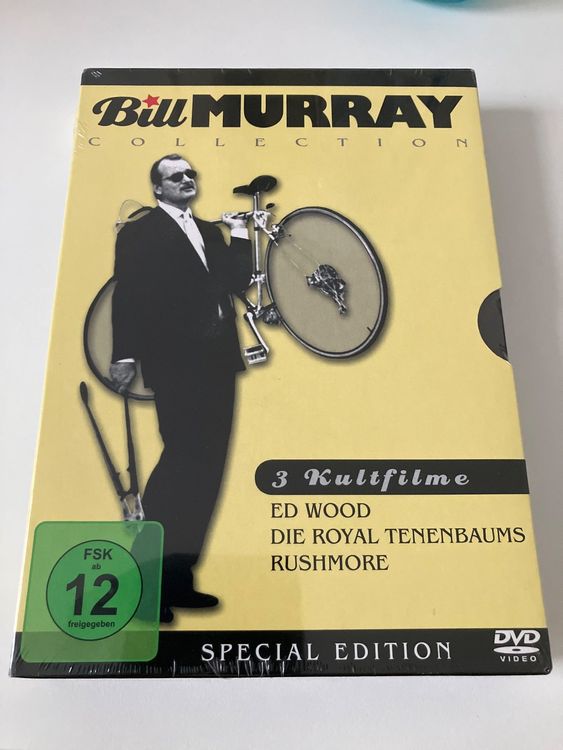 Bill MURRAY
COLLECTION
3 Kultfilme
ED WOOD
DIE ROYAL TENENBAUMS
RUSHMORE
FSK
ab
12
freigegeben
SPECIAL EDITION
DVD
VIDEO